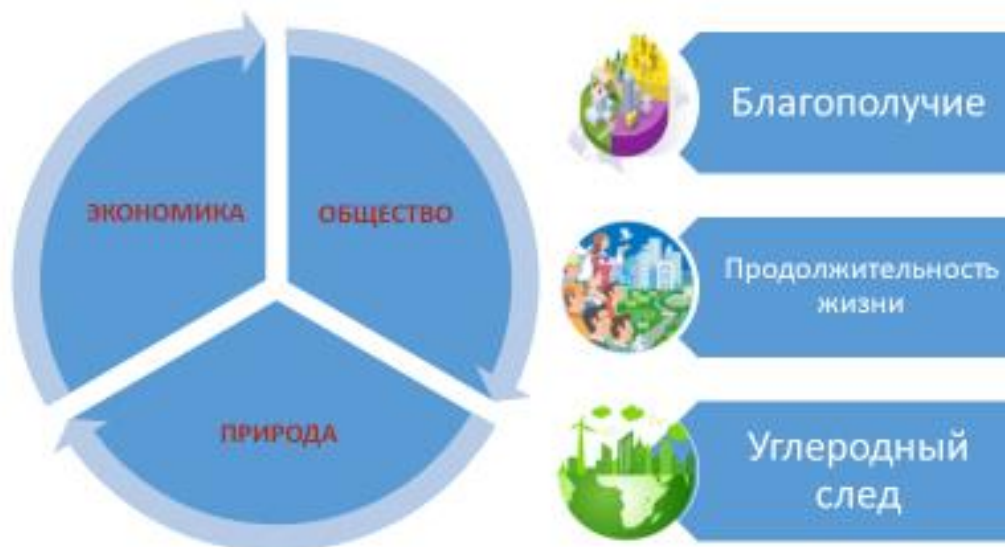 ЭКОНОМИКА
ОБЩЕСТВО
ПРИРОДА
Благополучие
Продолжительность
жизни
Углеродный
след